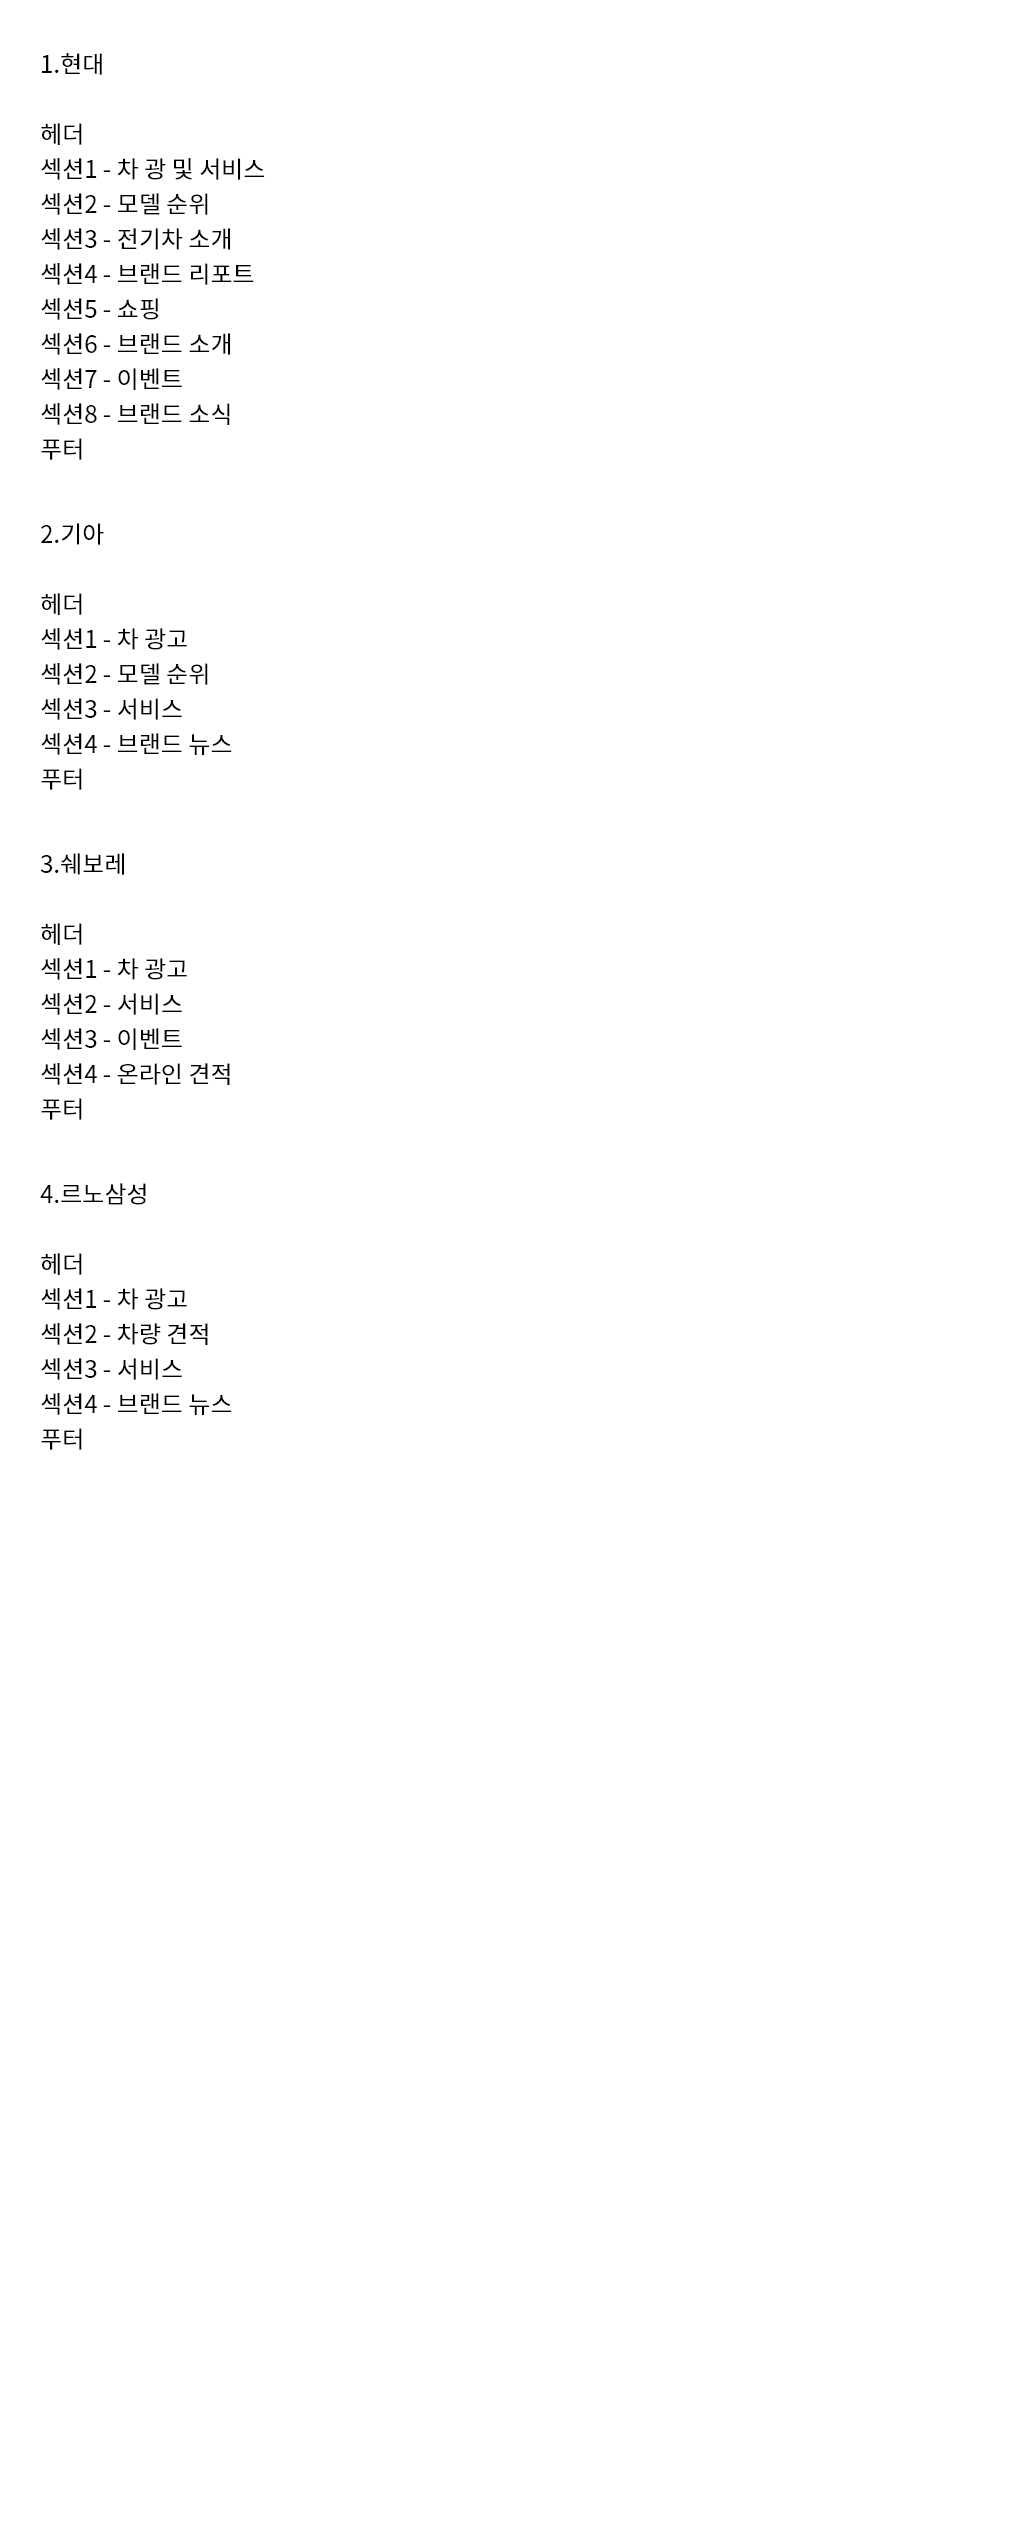 1.현대
헤더
섹션1 - 차 광 및 서비스
섹션2 - 모델 순위
섹션3 - 전기차 소개
섹션4 - 브랜드 리포트
섹션5 - 쇼핑
섹션6 - 브랜드 소개
섹션7 - 이벤트
섹션8 - 브랜드 소식
푸터
2.기아
헤더
섹션1 - 차 광고
섹션2 - 모델 순위
섹션3 - 서비스
섹션4 - 브랜드 뉴스
푸터
3.쉐보레
헤더
섹션1 - 차 광고
섹션2 - 서비스
섹션3 - 이벤트
섹션4 - 온라인 견적
푸터
4.르노삼성
헤더
섹션1 - 차 광고
섹션2 - 차량 견적
섹션3 - 서비스
섹션4 - 브랜드 뉴스
푸터